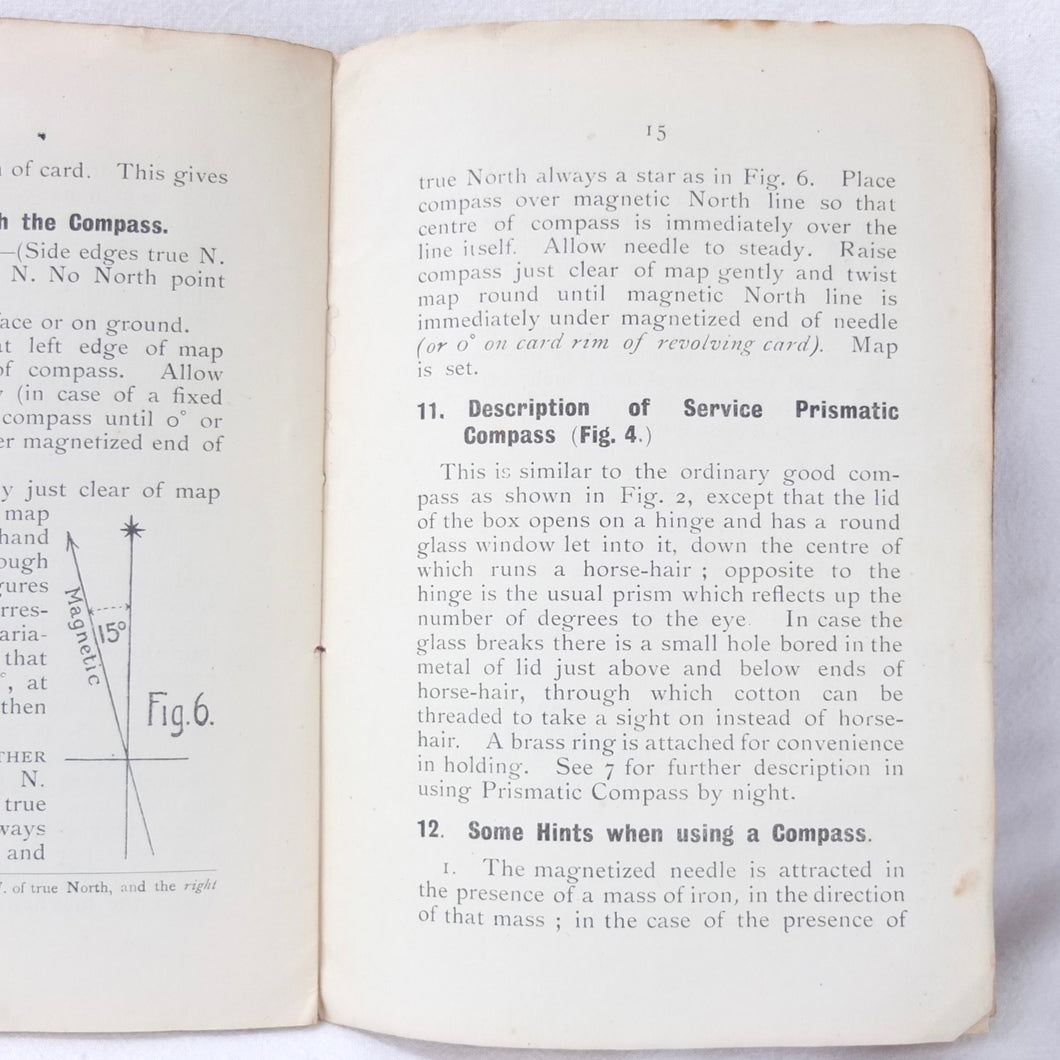 of card. This gives
the Compass.
—(Side edges true N.
N. No North point
or on ground.
left edge of map
of compass. Allow
(in case of a fixed
compass until 0° or
magnetized end of
just clear of map
map
hand
true
and
Magnetic
15°
Fig.6.
N.
that
at
then
of true North, and the right
15
true North always a star as in Fig. 6. Place
compass over magnetic North line so that
centre of compass is immediately over the
line itself. Allow needle to steady. Raise
compass just clear of map gently and twist
map round until magnetic North line is
immediately under magnetized end of needle
(or 0° on card rim of revolving card). Map
is set.
11. Description of Service Prismatic
Compass (Fig. 4.)
This is similar to the ordinary good com-
pass as shown in Fig. 2, except that the lid
of the box opens on a hinge and has a round
glass window let into it, down the centre of
which runs a horse-hair ; opposite to the
hinge is the usual prism which reflects up the
number of degrees to the eye. In case the
glass breaks there is a small hole bored in the
metal of lid just above and below ends of
horse-hair, through which cotton can be
threaded to take a sight on instead of horse-
hair. A brass ring is attached for convenience
in holding. See 7 for further description in
using Prismatic Compass by night.
12. Some Hints when using a Compass.
1. The magnetized needle is attracted in
the presence of a mass of iron, in the direction
of that mass ; in the case of the presence of